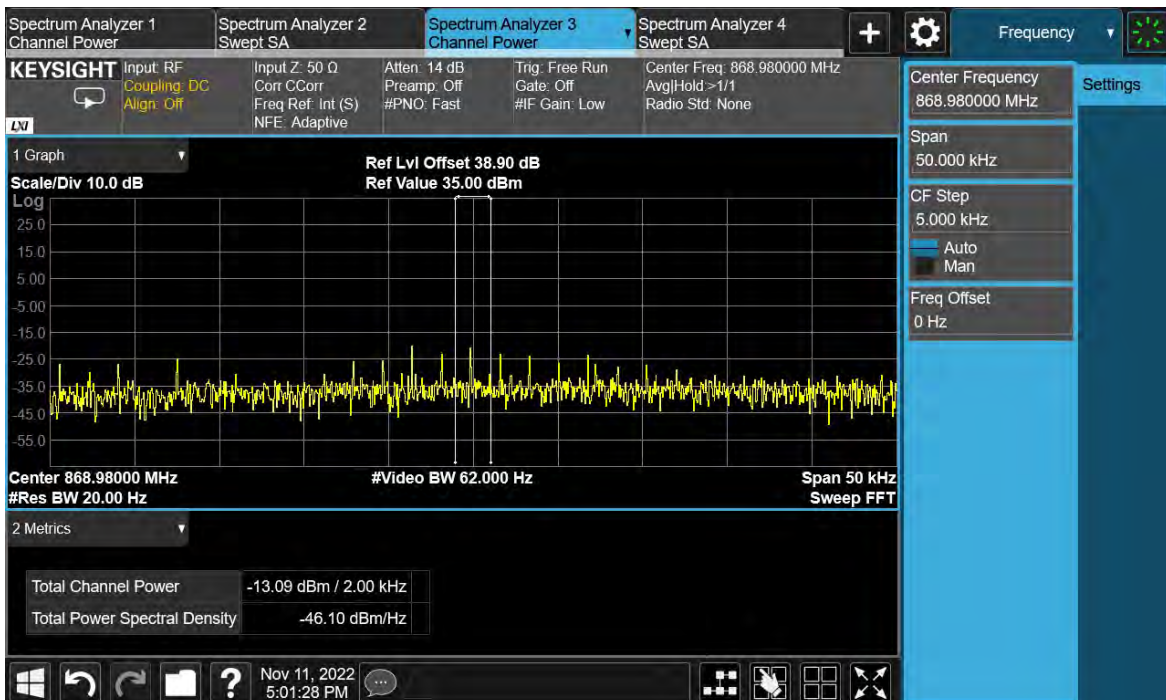 Spectrum Analyzer 1
Channel Power
Spectrum Analyzer 2
Swept SA
Spectrum Analyzer 3
Channel Power
Spectrum Analyzer 4
Swept SA
+
Frequency
KEYSIGHT
LXI
Input: RF
Coupling: DC
Align: Off
Input Z: 50 Ω
Corr CCorr
Freq Ref: Int (S)
NFE: Adaptive
Atten: 14 dB
Preamp: Off
#PNO: Fast
Trig: Free Run
Gate: Off
#IF Gain: Low
Center Freq: 868.980000 MHz
Avg|Hold:>1/1
Radio Std: None
Center Frequency
868.980000 MHz
Settings
Span
50.000 kHz
CF Step
5.000 kHz
Auto
Man
Freq Offset
0 Hz
1 Graph
Scale/Div 10.0 dB
Ref Lvl Offset 38.90 dB
Ref Value 35.00 dBm
Log
25.0
15.0
5.00
-5.00
-15.0
-25.0
-35.0
-45.0
-55.0
Center 868.98000 MHz
#Video BW 62.000 Hz
Span 50 kHz
#Res BW 20.00 Hz
Sweep FFT
2 Metrics
Total Channel Power -13.09 dBm / 2.00 kHz
Total Power Spectral Density -46.10 dBm/Hz
?
Nov 11, 2022
5:01:28 PM